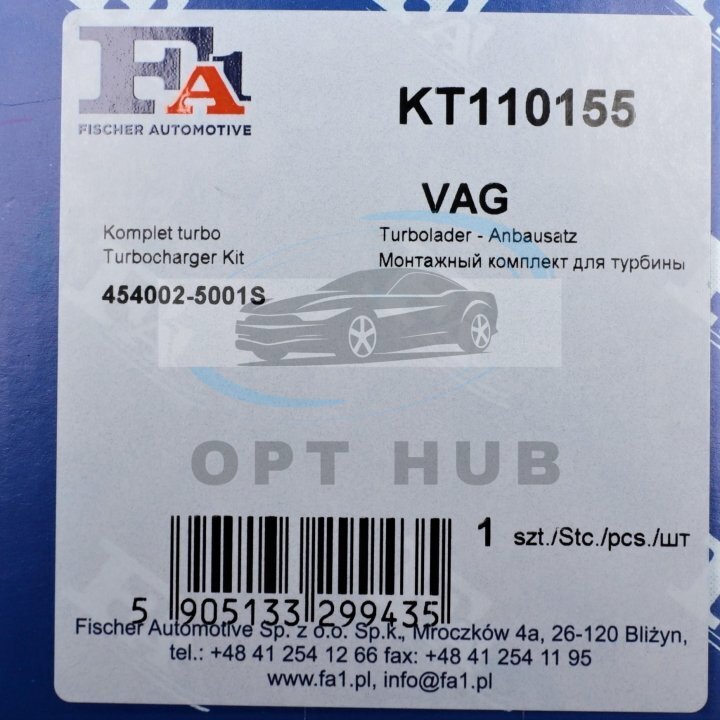 FA1
FISCHER AUTOMOTIVE
KT110155
VAG
Komplet turbo
Turbocharger Kit
454002-5001S
Turbolader - Anbausatz
Монтажный комплект для турбины
OPT HUB
1 szt./Stc./pcs./шт
5 905133 299435
Fischer Automotive Sp. z o.o. Sp.k., Mroczków 4a, 26-120 Bliżyn,
tel.: +48 41 254 12 66 fax: +48 41 254 11 95
www.fa1.pl, info@fa1.pl